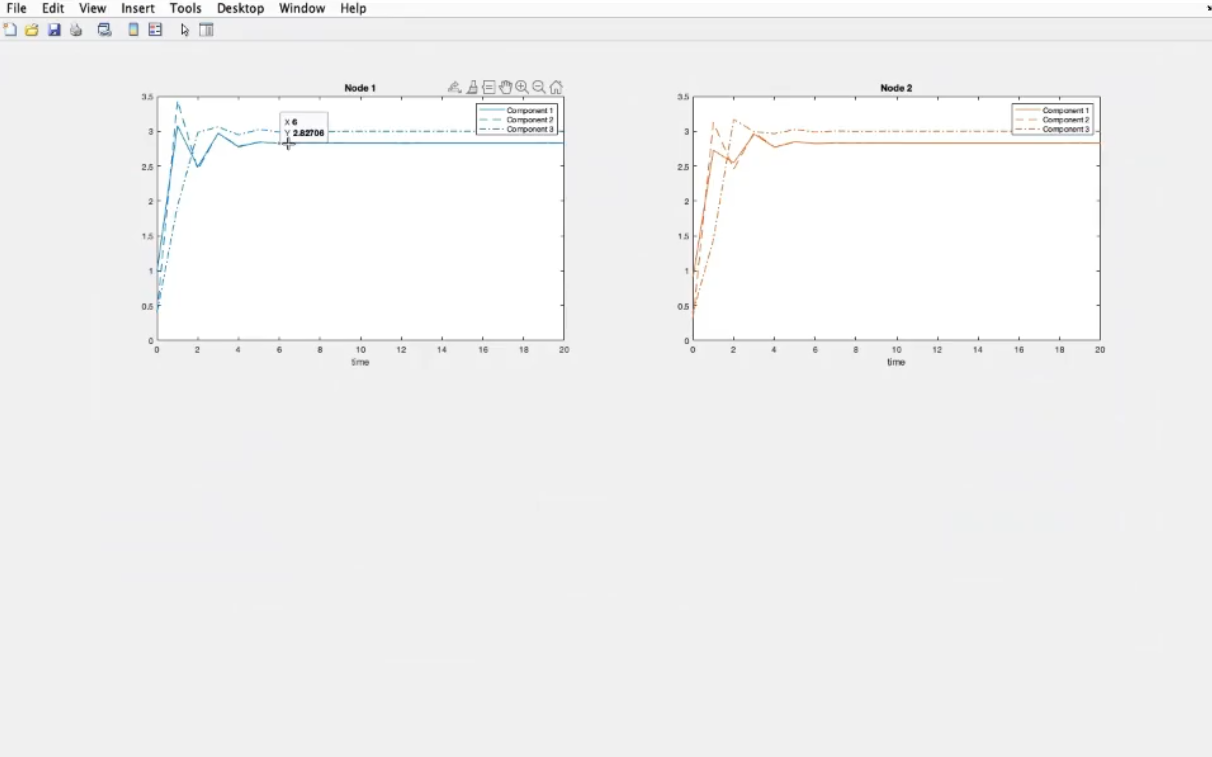 File Edit View Insert Tools Desktop Window Help
Node 1
3.5
3
2.5
2
1.5
1
0.5
0
X 6
Y 2.82706
Component 1
Component 2
Component 3
0 2 4 6 8 10 12 14 16 18 20
time
Node 2
3.5
3
2.5
2
1.5
1
0.5
0
Component 1
Component 2
Component 3
0 2 4 6 8 10 12 14 16 18 20
time